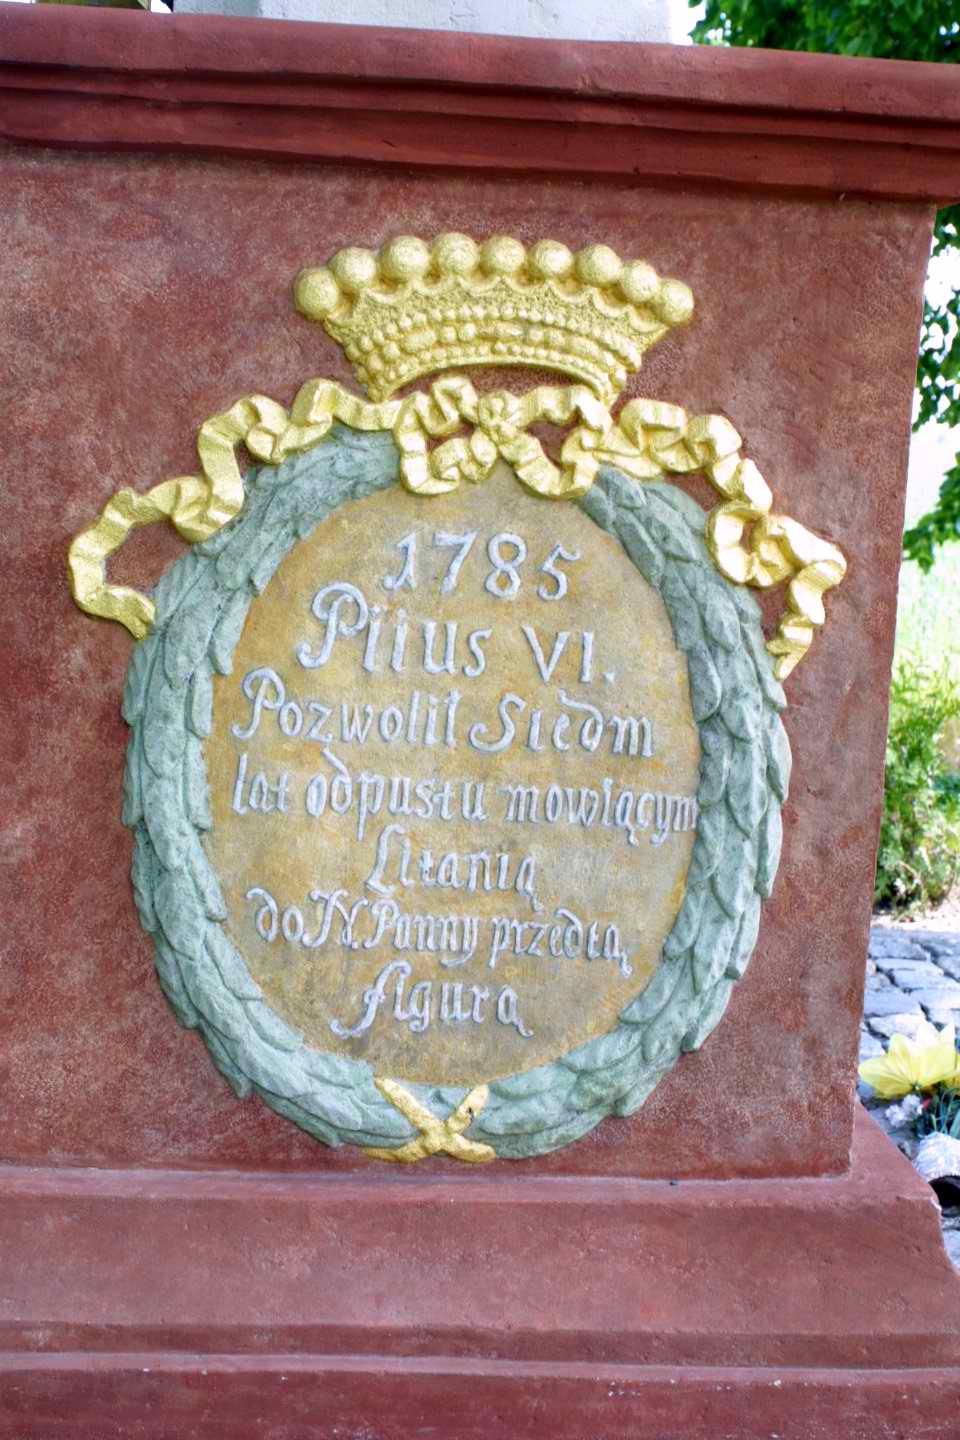 1785
Piius VI.
Pozwolił Siedm
lat odpustu mowiącym
Litanią
do N. Panny przed tą
figurą